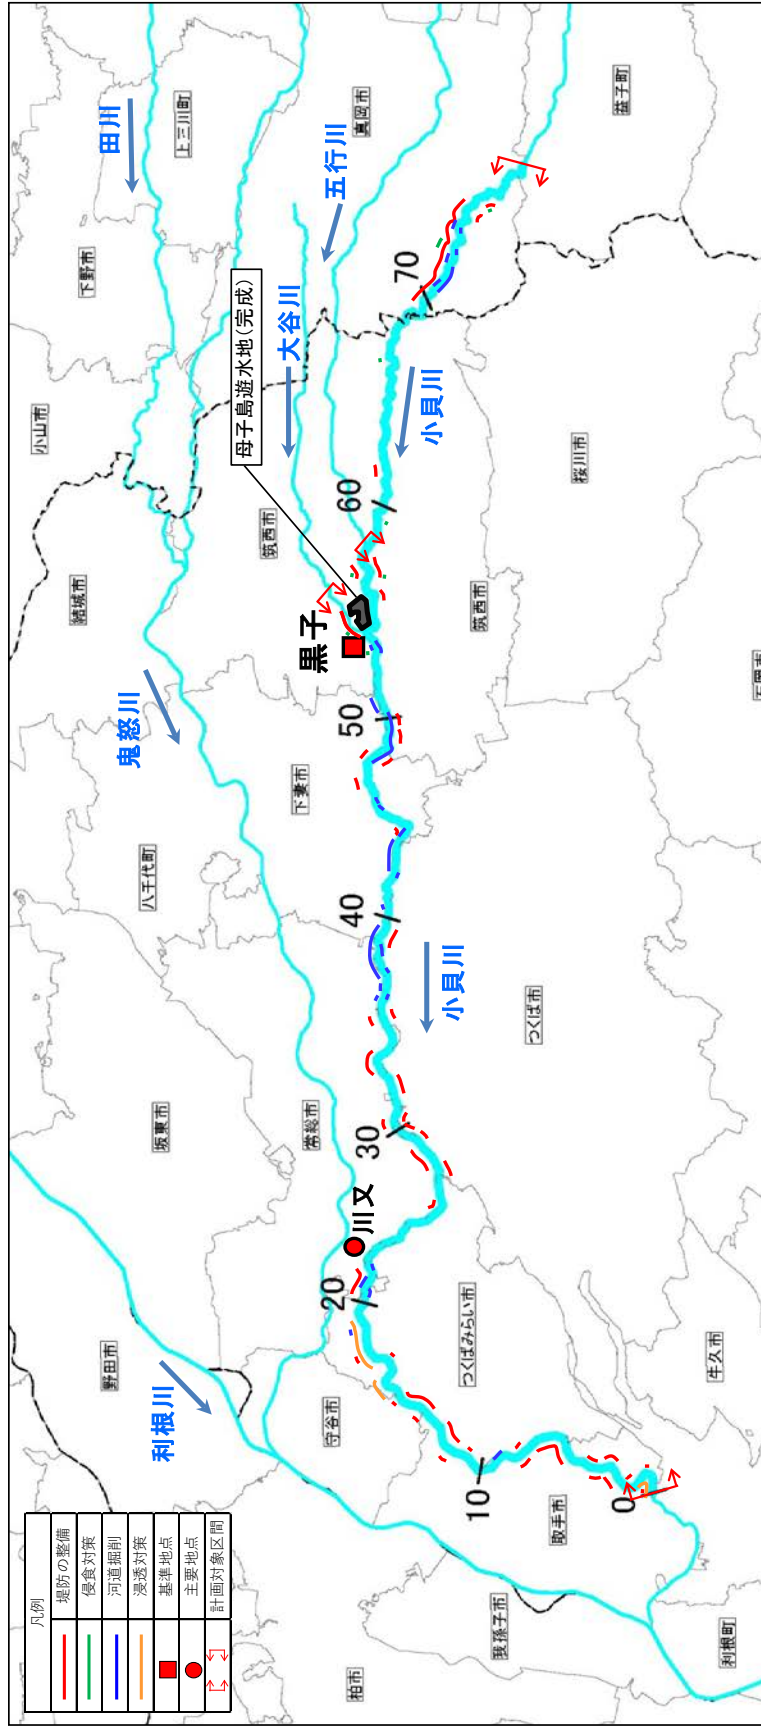 凡例
堤防の整備
侵食対策
河道掘削
浸透対策
基準地点
主要地点
計画対象区間
柏市
野田市
坂東市
八千代町
結城市
小山市
下野市
上三川町
田川
利根川
鬼怒川
守谷市
常総市
下妻市
筑西市
母子島遊水地(完成)
大谷川
五行川
真岡市
益子町
我孫子市
利根町
取手市
川又
黒子
0
10
20
30
40
50
60
70
小貝川
小貝川
つくばみらい市
牛久市
つくば市
筑西市
桜川市